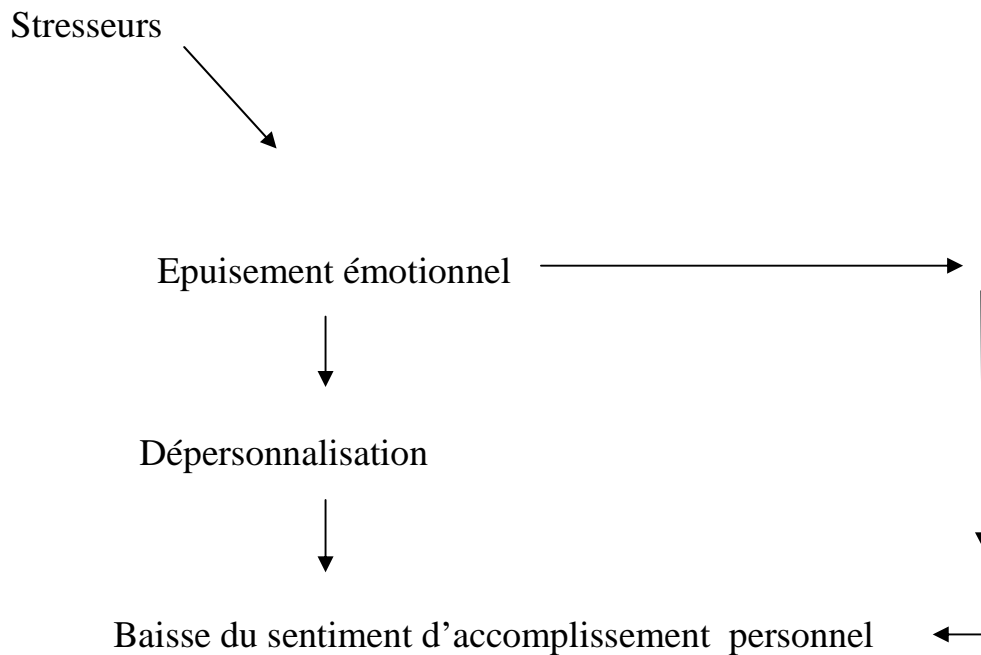 Stresseurs
Epuisement émotionnel
Dépersonnalisation
Baisse du sentiment d’accomplissement personnel